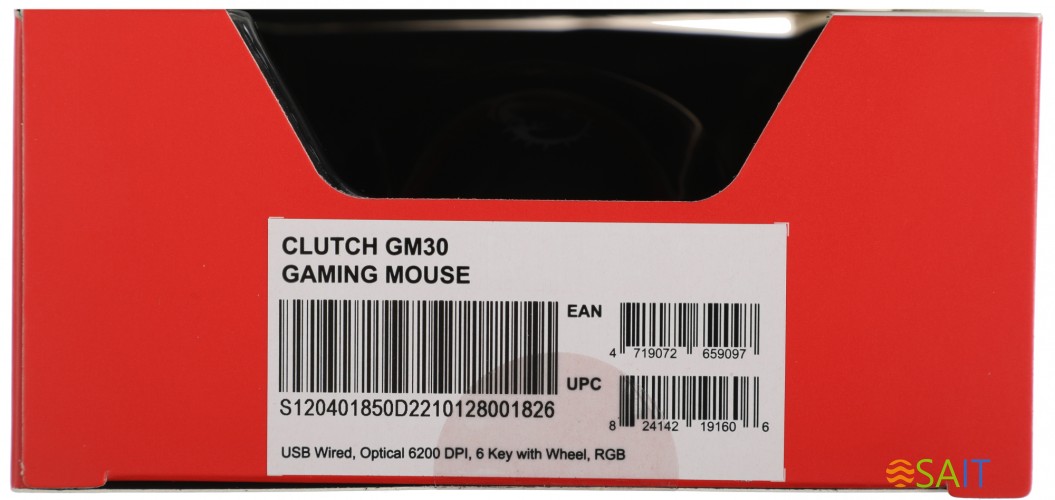 CLUTCH GM30
GAMING MOUSE
EAN
4 719072 659097
S120401850D2210128001826
UPC
8 24142 19160 6
USB Wired, Optical 6200 DPI, 6 Key with Wheel, RGB
SAIT